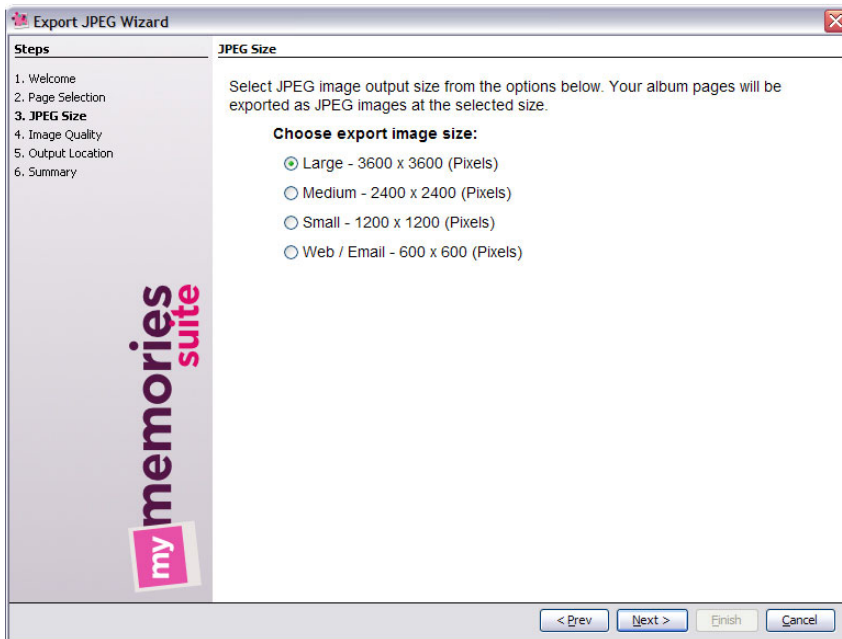 Export JPEG Wizard
Steps
1. Welcome
2. Page Selection
3. JPEG Size
4. Image Quality
5. Output Location
6. Summary
my memories
suite
JPEG Size
Select JPEG image output size from the options below. Your album pages will be
exported as JPEG images at the selected size.
Choose export image size:
Large - 3600 x 3600 (Pixels)
Medium - 2400 x 2400 (Pixels)
Small - 1200 x 1200 (Pixels)
Web / Email - 600 x 600 (Pixels)
< Prev
Next >
Finish
Cancel